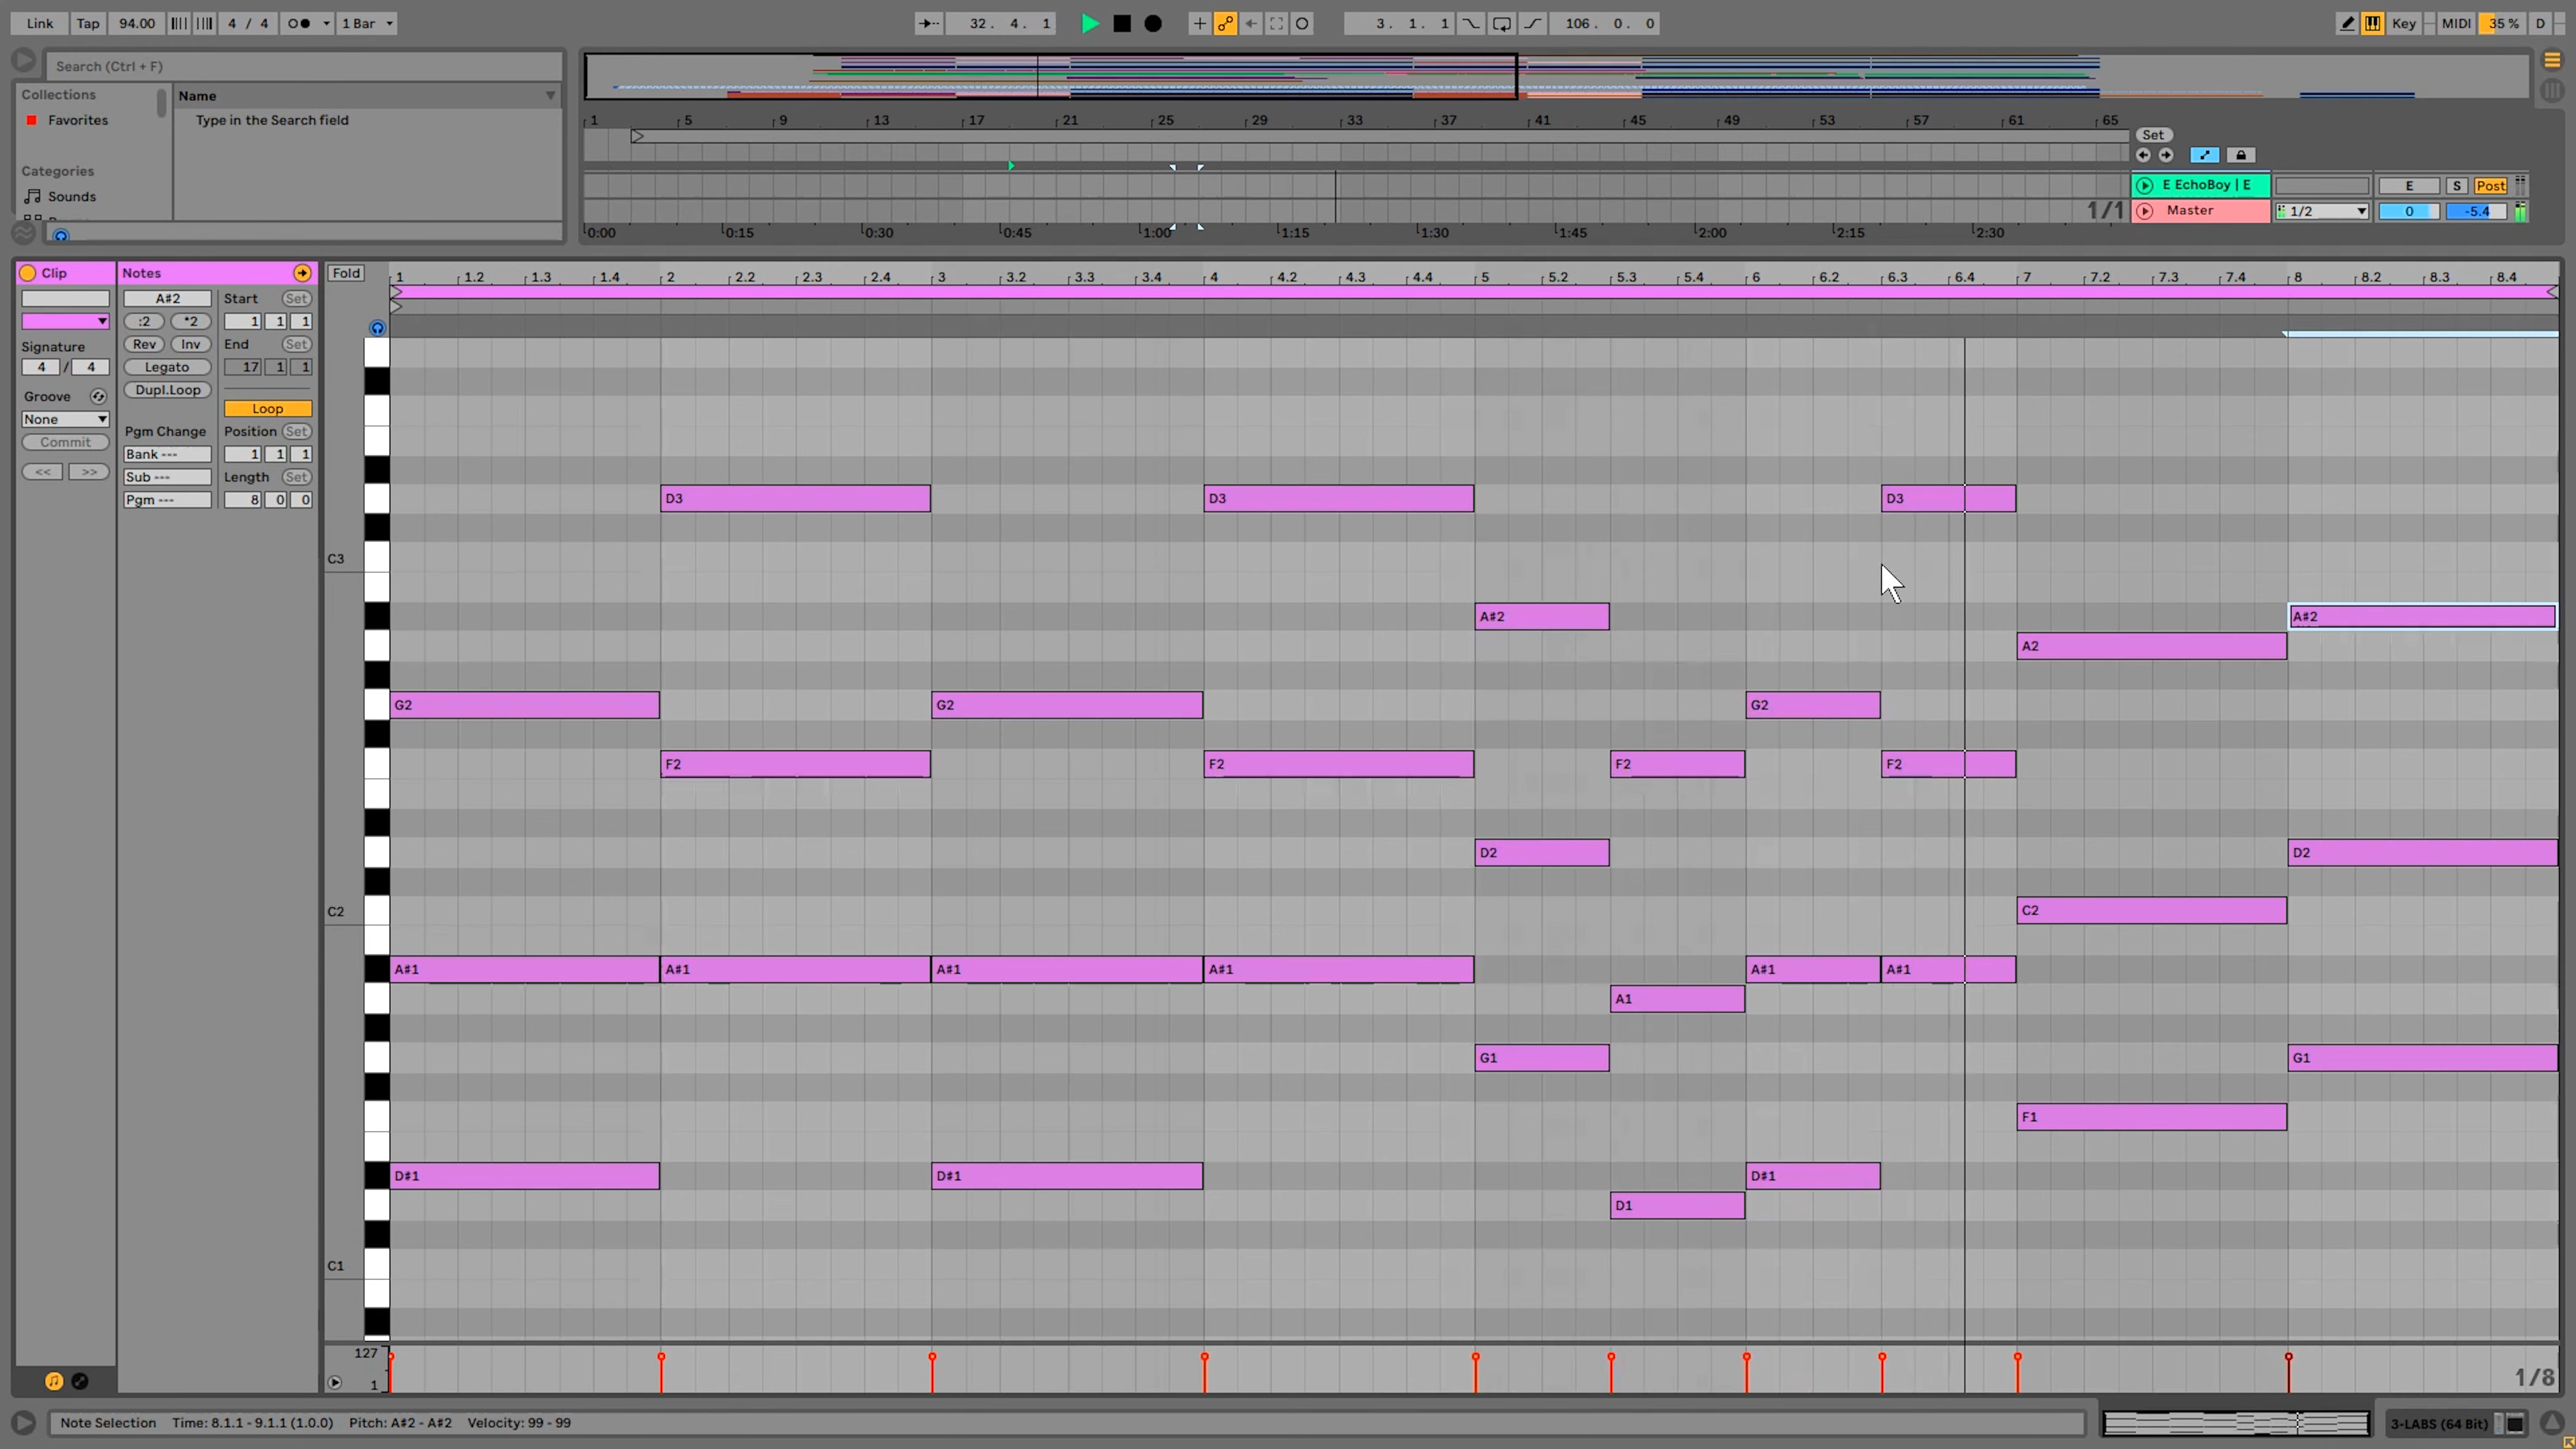 Link Tap 94.00 4 / 4 1 Bar 32. 4. 1 3. 1. 1 106. 0. 0 Key MIDI 35 % D
Search (Ctrl + F)
Collections
Favorites
Categories
Sounds
Name
Type in the Search field
1 5 9 13 17 21 25 29 33 37 41 45 49 53 57 61 65
Set
E EchoBoy | E E S Post
1/1 Master 1/2 0 -5.4
0:00 0:15 0:30 0:45 1:00 1:15 1:30 1:45 2:00 2:15 2:30
Clip
Signature
4 / 4
Groove
None
Commit
<< >>
Notes
A#2
:2 *2
Rev Inv
Legato
Dupl.Loop
Pgm Change
Bank ---
Sub ---
Pgm ---
Start Set
1 1 1
End Set
17 1 1
Loop
Position Set
1 1 1
Length Set
8 0 0
Fold 1 1.2 1.3 1.4 2 2.2 2.3 2.4 3 3.2 3.3 3.4 4 4.2 4.3 4.4 5 5.2 5.3 5.4 6 6.2 6.3 6.4 7 7.2 7.3 7.4 8 8.2 8.3 8.4
D3 D3 D3
C3
A#2 A#2
A2
G2 G2 G2
F2 F2 F2 F2
D2 D2
C2 C2
A#1 A#1 A#1 A#1 A#1 A#1
A1
G1 G1
F1
D#1 D#1 D#1
D1
C1
127
1 1/8
Note Selection Time: 8.1.1 - 9.1.1 (1.0.0) Pitch: A#2 - A#2 Velocity: 99 - 99 3-LABS (64 Bit)